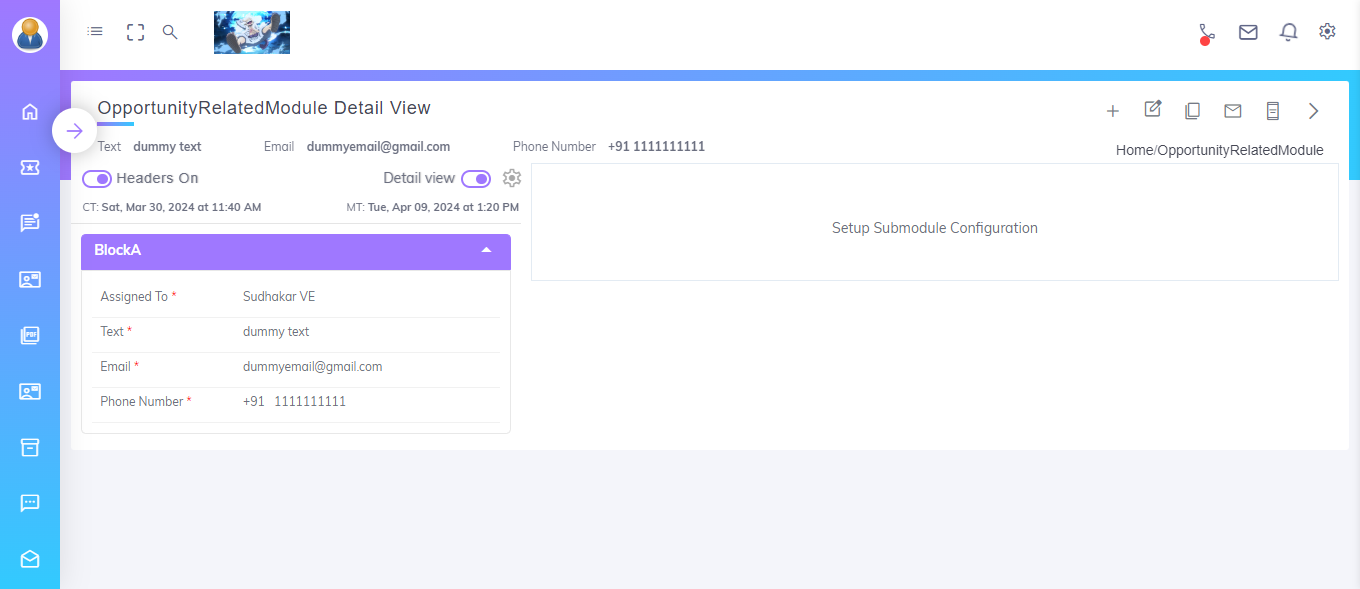 OpportunityRelatedModule Detail View
Text dummy text Email dummyemail@gmail.com Phone Number +91 1111111111
Home/OpportunityRelatedModule
Headers On Detail view
CT: Sat, Mar 30, 2024 at 11:40 AM MT: Tue, Apr 09, 2024 at 1:20 PM
Setup Submodule Configuration
BlockA
Assigned To * Sudhakar VE
Text * dummy text
Email * dummyemail@gmail.com
Phone Number * +91 1111111111
PDF